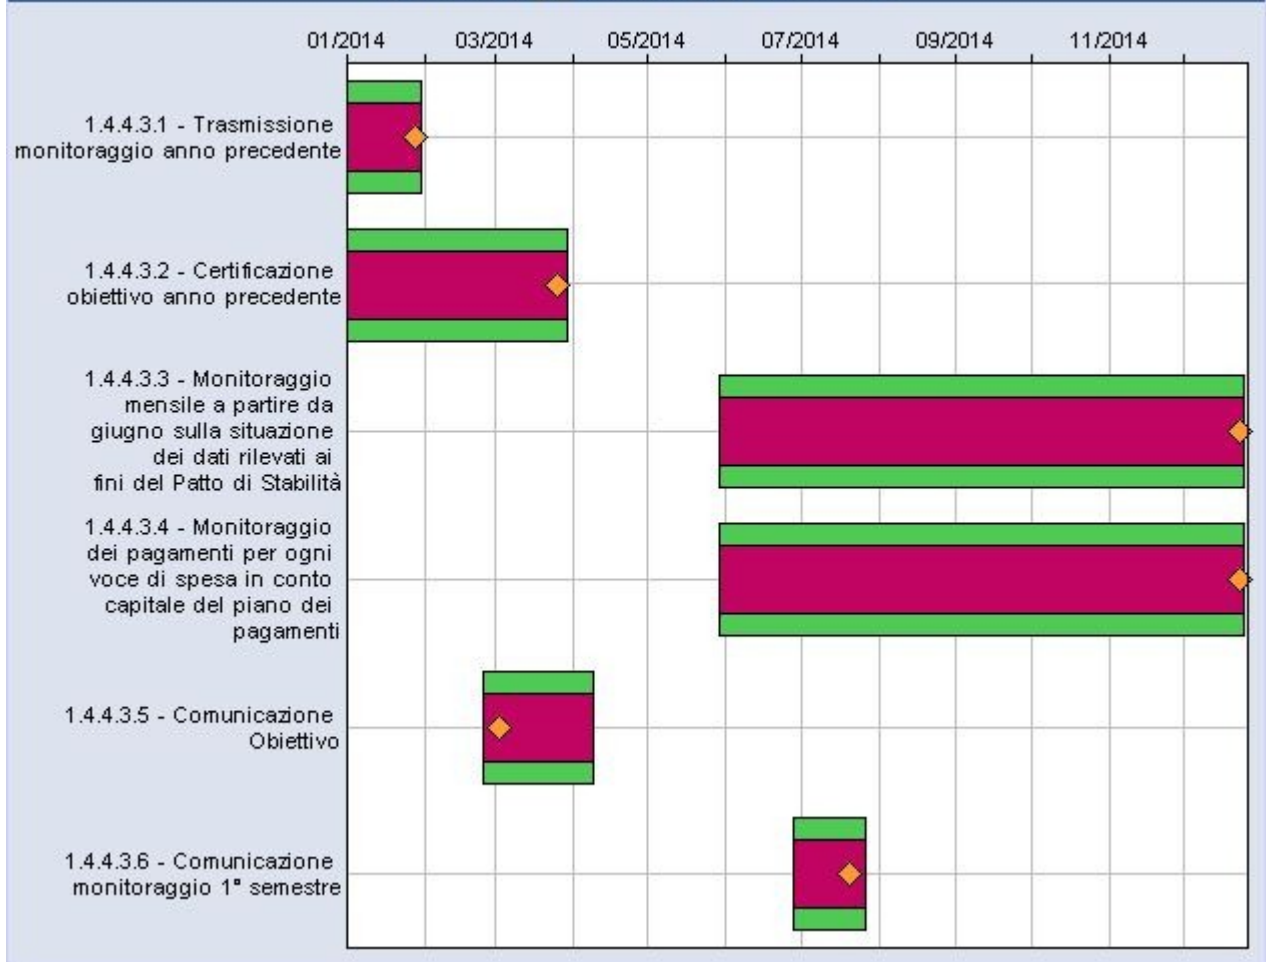 01/2014 03/2014 05/2014 07/2014 09/2014 11/2014
1.4.4.3.1 - Trasmissione
monitoraggio anno precedente
1.4.4.3.2 - Certificazione
obiettivo anno precedente
1.4.4.3.3 - Monitoraggio
mensile a partire da
giugno sulla situazione
dei dati rilevati ai
fini del Patto di Stabilità
1.4.4.3.4 - Monitoraggio
dei pagamenti per ogni
voce di spesa in conto
capitale del piano dei
pagamenti
1.4.4.3.5 - Comunicazione
Obiettivo
1.4.4.3.6 - Comunicazione
monitoraggio 1° semestre